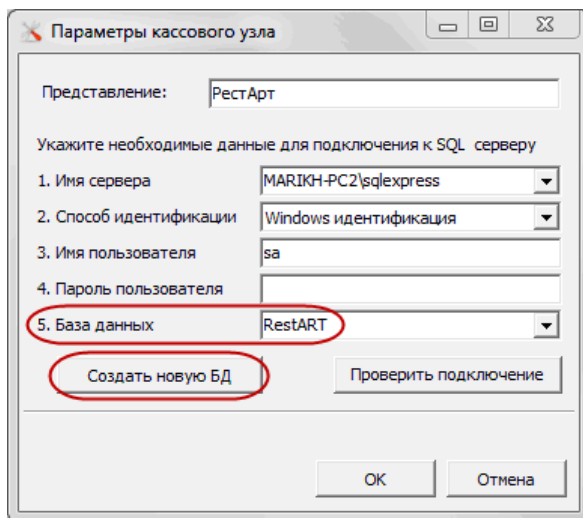 Параметры кассового узла
Представление: РестАрт
Укажите необходимые данные для подключения к SQL серверу
1. Имя сервера MARIKH-PC2\sqlexpress
2. Способ идентификации Windows идентификация
3. Имя пользователя sa
4. Пароль пользователя
5. База данных RestART
Создать новую БД Проверить подключение
OK Отмена